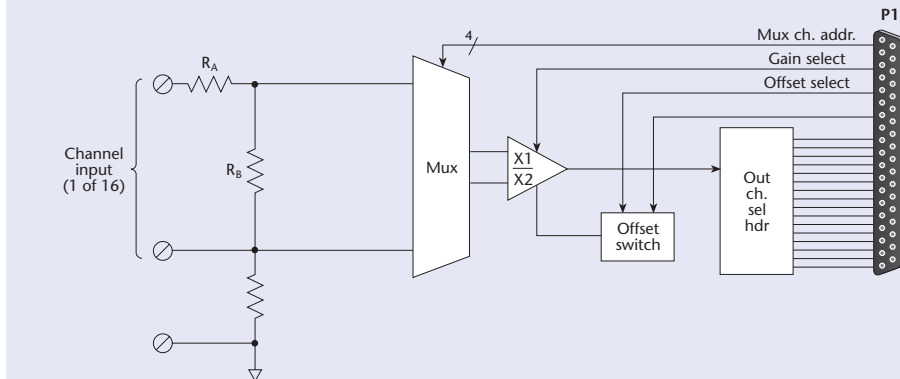 P1
4
Mux ch. addr.
Gain select
Offset select
RA
Channel
input
(1 of 16)
RB
Mux
X1
X2
Offset
switch
Out
ch.
sel
hdr